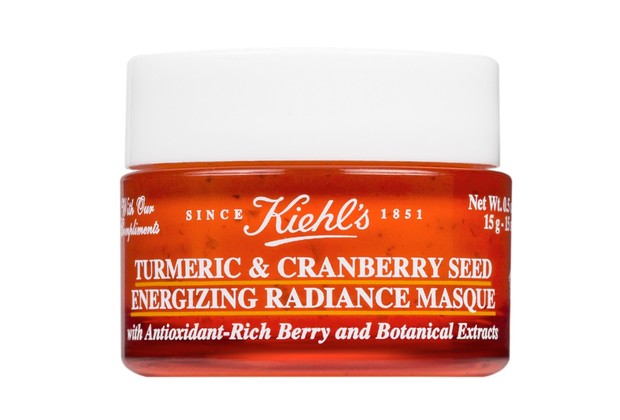 With Our
Compliments
SINCE Kiehl's 1851
Net Wt. 0.5
15 g - 15
TURMERIC & CRANBERRY SEED
ENERGIZING RADIANCE MASQUE
with Antioxidant-Rich Berry and Botanical Extracts